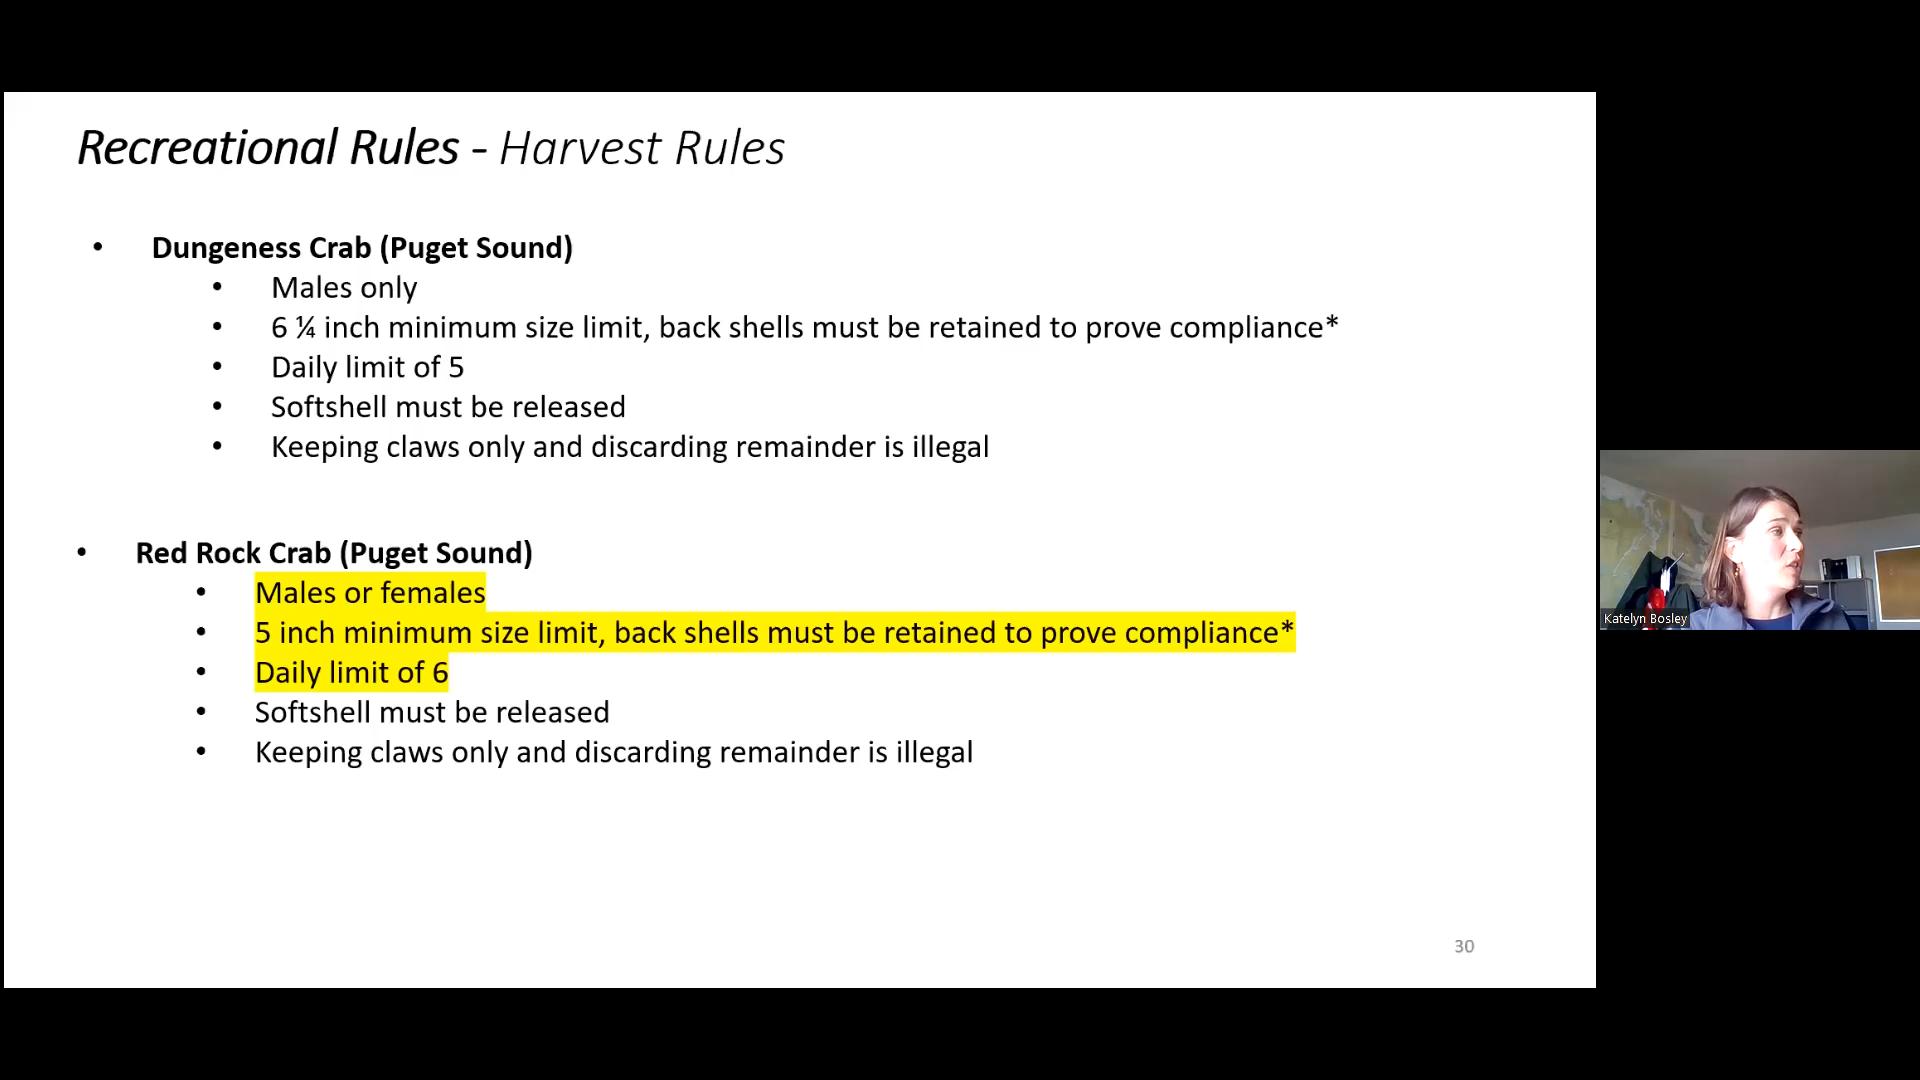 Recreational Rules - Harvest Rules
• Dungeness Crab (Puget Sound)
• Males only
• 6 ¼ inch minimum size limit, back shells must be retained to prove compliance*
• Daily limit of 5
• Softshell must be released
• Keeping claws only and discarding remainder is illegal
• Red Rock Crab (Puget Sound)
• Males or females
• 5 inch minimum size limit, back shells must be retained to prove compliance*
• Daily limit of 6
• Softshell must be released
• Keeping claws only and discarding remainder is illegal
30
Katelyn Bosley